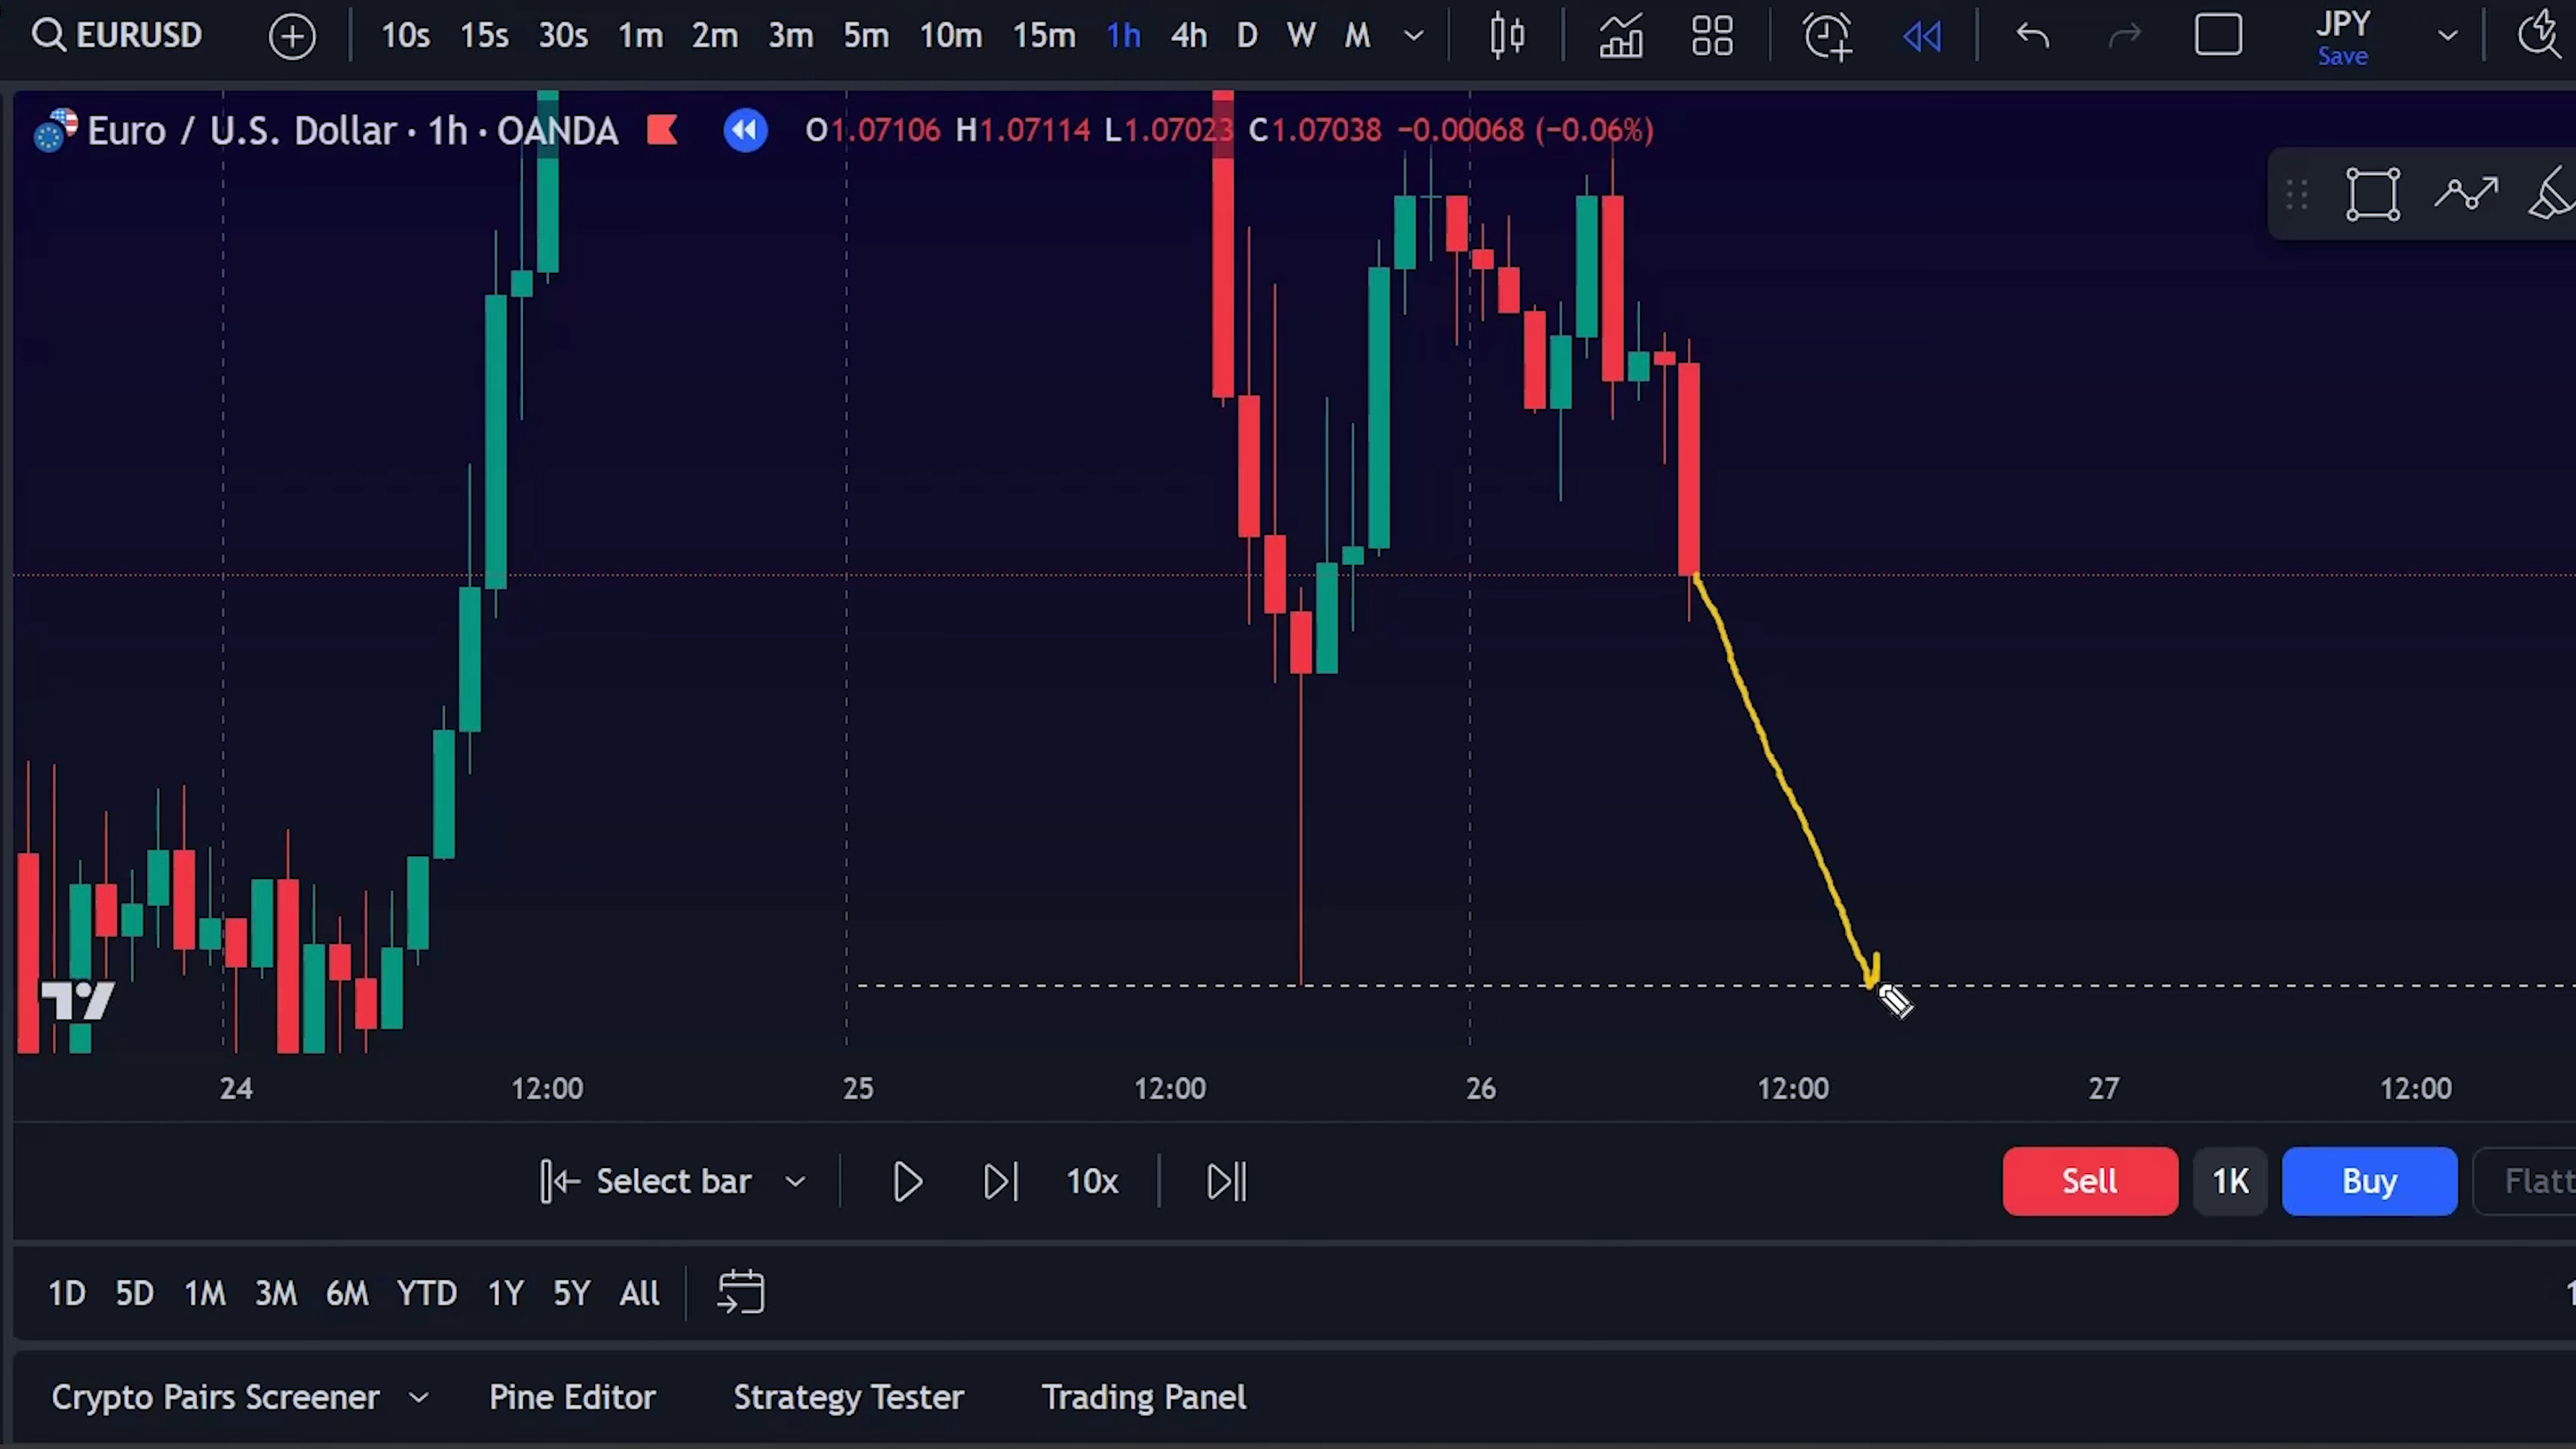 EURUSD 10s 15s 30s 1m 2m 3m 5m 10m 15m 1h 4h D W M JPY
Save
Euro / U.S. Dollar · 1h · OANDA O1.07106 H1.07114 L1.07023 C1.07038 −0.00068 (−0.06%)
24 12:00 25 12:00 26 12:00 27 12:00
Select bar 10x Sell 1K Buy Flatt
1D 5D 1M 3M 6M YTD 1Y 5Y All
Crypto Pairs Screener Pine Editor Strategy Tester Trading Panel